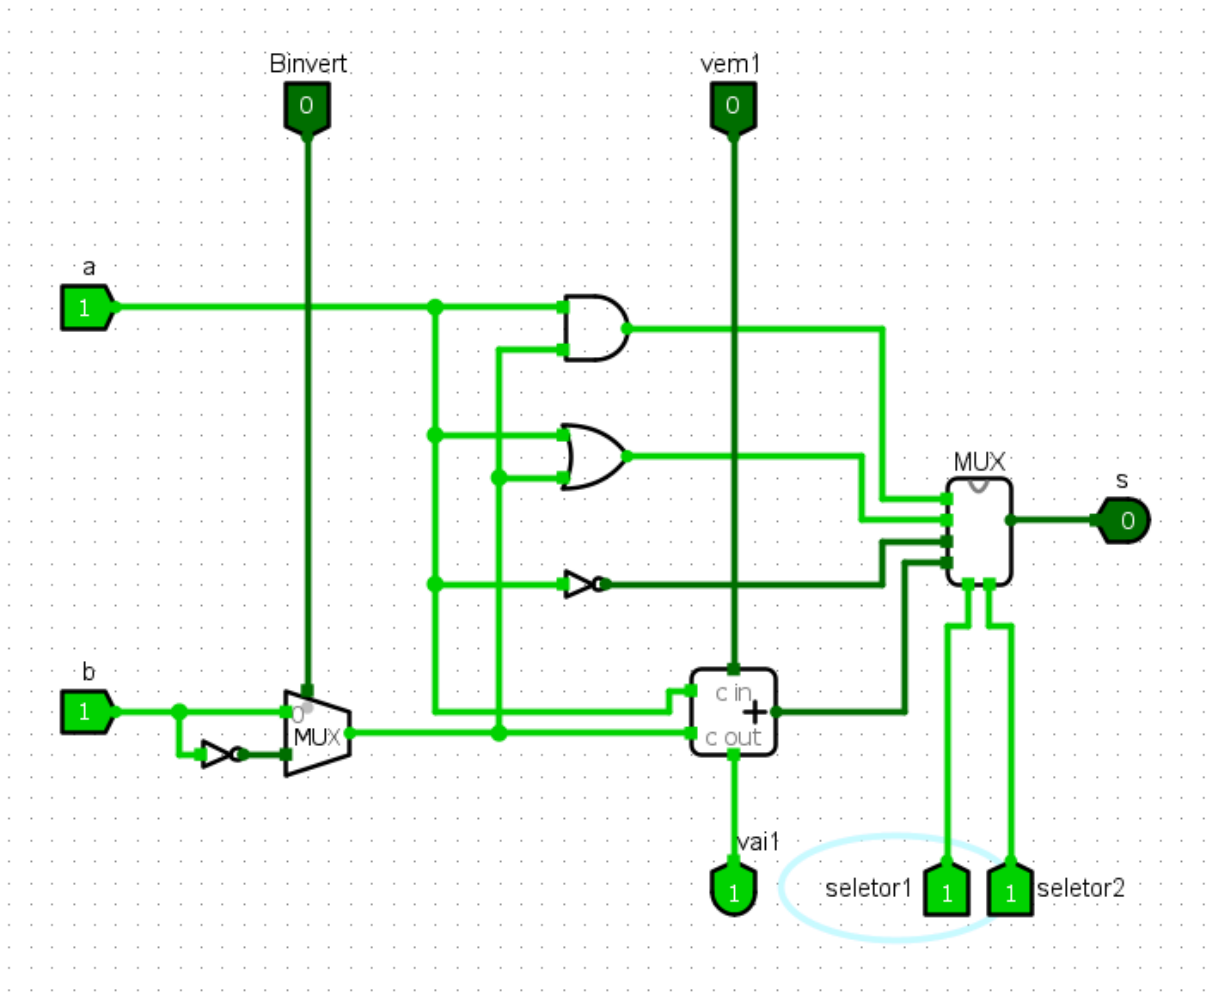 Binvert
vem1
0
0
a
1
MUX
s
0
b
1
0
MUX
c in
+
c out
vai1
1
seletor1
1
1
seletor2